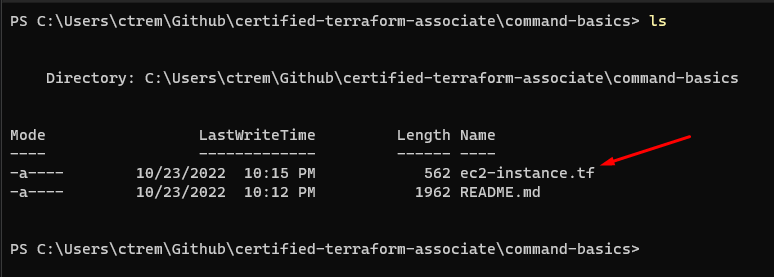 PS C:\Users\ctrem\Github\certified-terraform-associate\command-basics> ls
Directory: C:\Users\ctrem\Github\certified-terraform-associate\command-basics
Mode                 LastWriteTime         Length Name
----                 -------------         ------ ----
-a----        10/23/2022  10:15 PM            562 ec2-instance.tf
-a----        10/23/2022  10:12 PM           1962 README.md
PS C:\Users\ctrem\Github\certified-terraform-associate\command-basics>